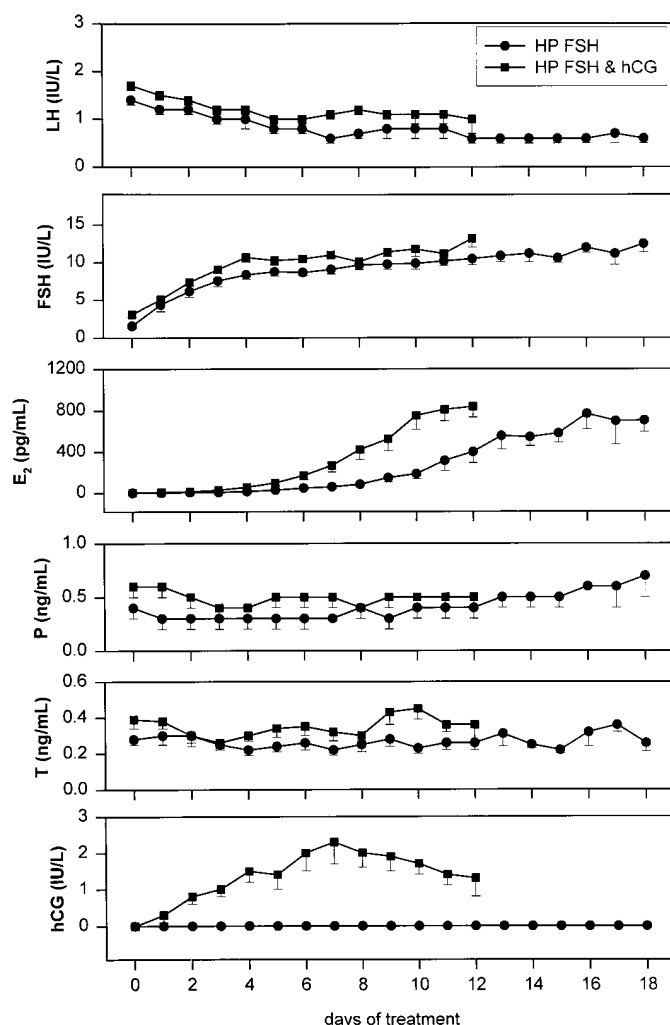 3
2
1
0
LH (IU/L)
HP FSH
HP FSH & hCG
15
10
5
0
FSH (IU/L)
1200
800
400
0
E2 (pg/mL)
1.0
0.5
0.0
P (ng/mL)
0.6
0.4
0.2
0.0
T (ng/mL)
3
2
1
0
hCG (IU/L)
0 2 4 6 8 10 12 14 16 18
days of treatment